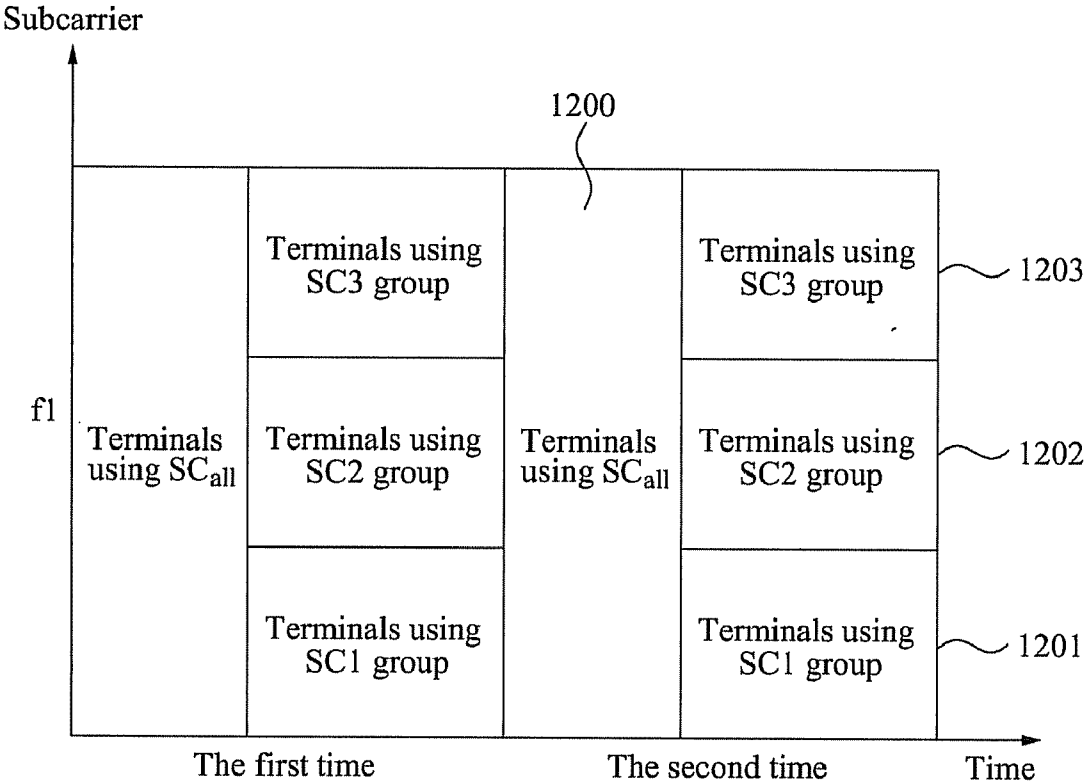 Subcarrier
1200
Terminals using
SC3 group
Terminals using
SC3 group
1203
f1
Terminals
using SCall
Terminals using
SC2 group
Terminals
using SCall
Terminals using
SC2 group
1202
Terminals using
SC1 group
Terminals using
SC1 group
1201
The first time
The second time
Time